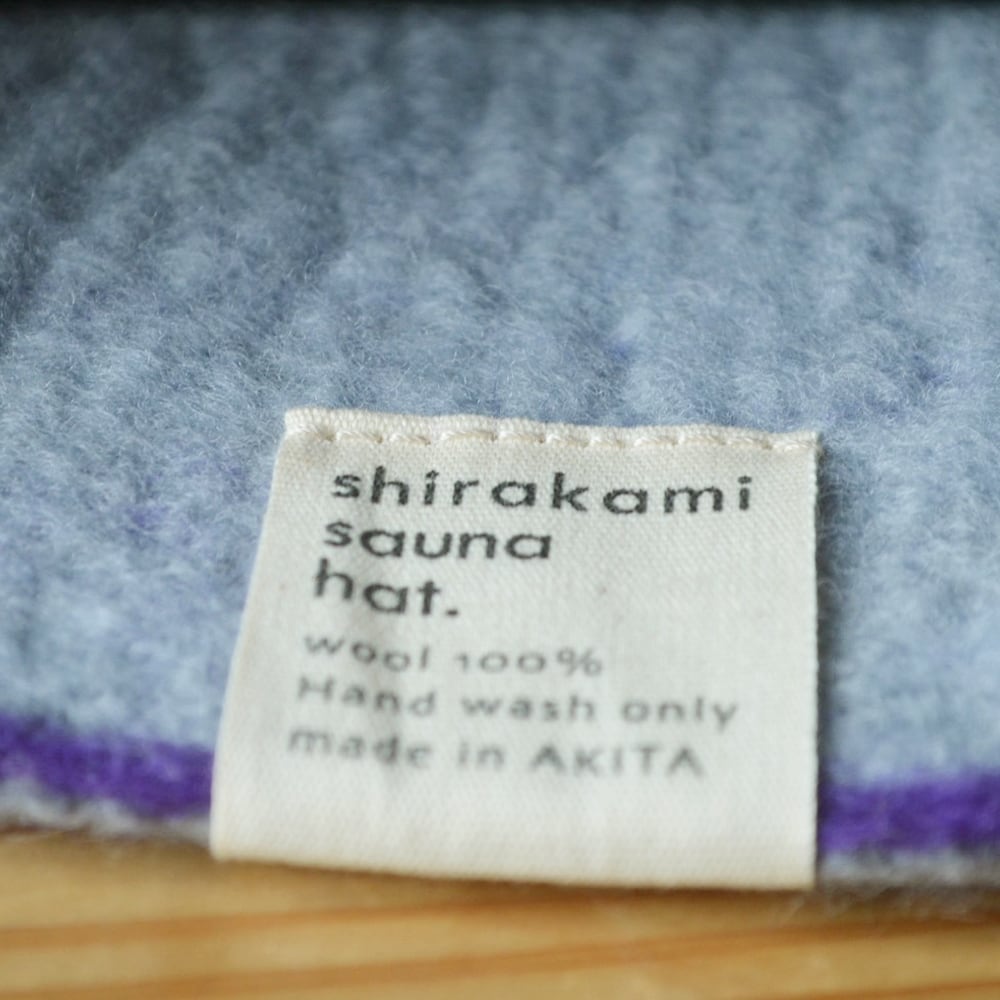 shirakami
sauna
hat.
wool 100%
Hand wash only
made in AKITA